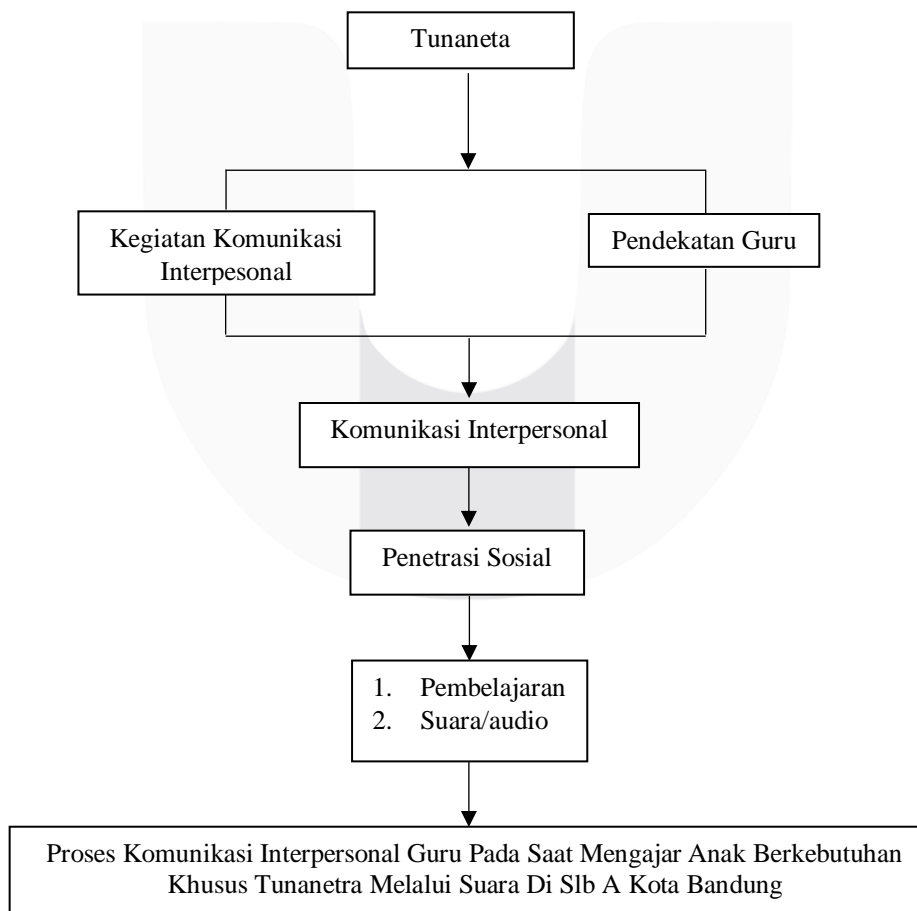 Tunaneta
Kegiatan Komunikasi
Interpesonal
Pendekatan Guru
Komunikasi Interpersonal
Penetrasi Sosial
1. Pembelajaran
2. Suara/audio
Proses Komunikasi Interpersonal Guru Pada Saat Mengajar Anak Berkebutuhan
Khusus Tunanetra Melalui Suara Di Slb A Kota Bandung